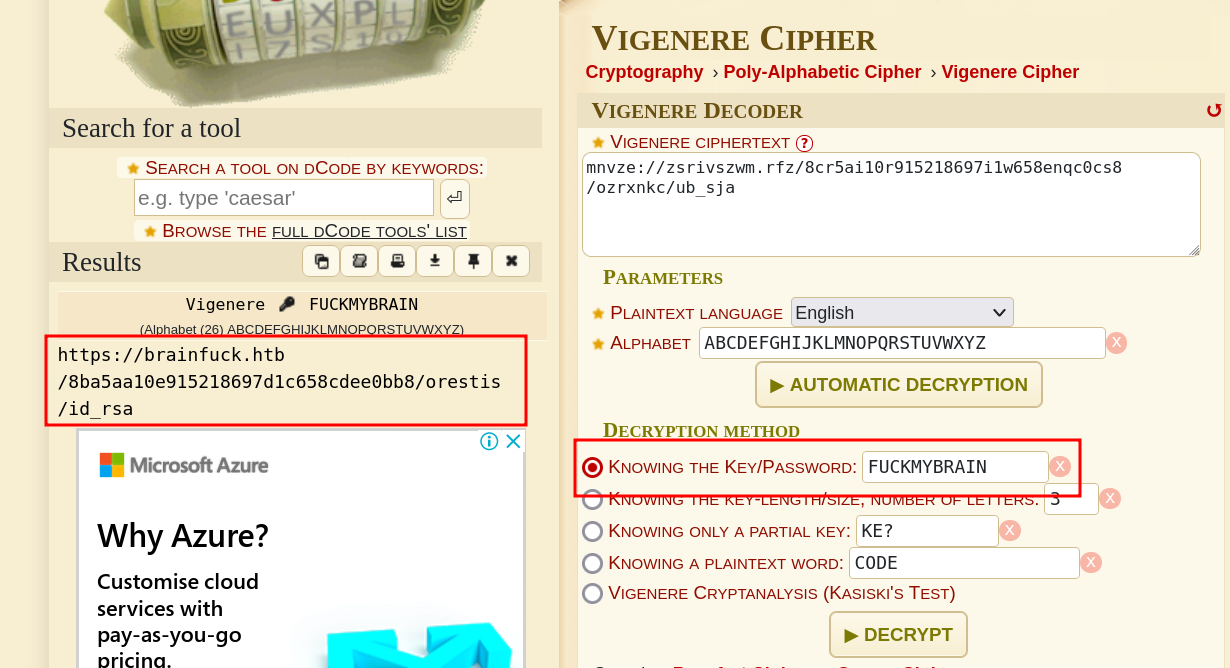 Search for a tool
SEARCH A TOOL ON DCODE BY KEYWORDS:
e.g. type 'caesar'
BROWSE THE FULL DCODE TOOLS' LIST
Results
Vigenere FUCKMYBRAIN
(Alphabet (26) ABCDEFGHIJKLMNOPQRSTUVWXYZ)
https://brainfuck.htb
/8ba5aa10e915218697d1c658cdee0bb8/orestis
/id_rsa
Microsoft Azure
Why Azure?
Customise cloud
services with
pay-as-you-go
pricing.
VIGENERE CIPHER
Cryptography › Poly-Alphabetic Cipher › Vigenere Cipher
VIGENERE DECODER
VIGENERE CIPHERTEXT ?
mnvze://zsrivszwm.rfz/8cr5ai10r915218697i1w658enqc0cs8
/ozrxnkc/ub_sja
PARAMETERS
PLAINTEXT LANGUAGE English
ALPHABET ABCDEFGHIJKLMNOPQRSTUVWXYZ X
▶ AUTOMATIC DECRYPTION
DECRYPTION METHOD
KNOWING THE KEY/PASSWORD: FUCKMYBRAIN X
KNOWING THE KEY-LENGTH/SIZE, NUMBER OF LETTERS: 3 X
KNOWING ONLY A PARTIAL KEY: KE? X
KNOWING A PLAINTEXT WORD: CODE X
VIGENERE CRYPTANALYSIS (KASISKI'S TEST)
▶ DECRYPT